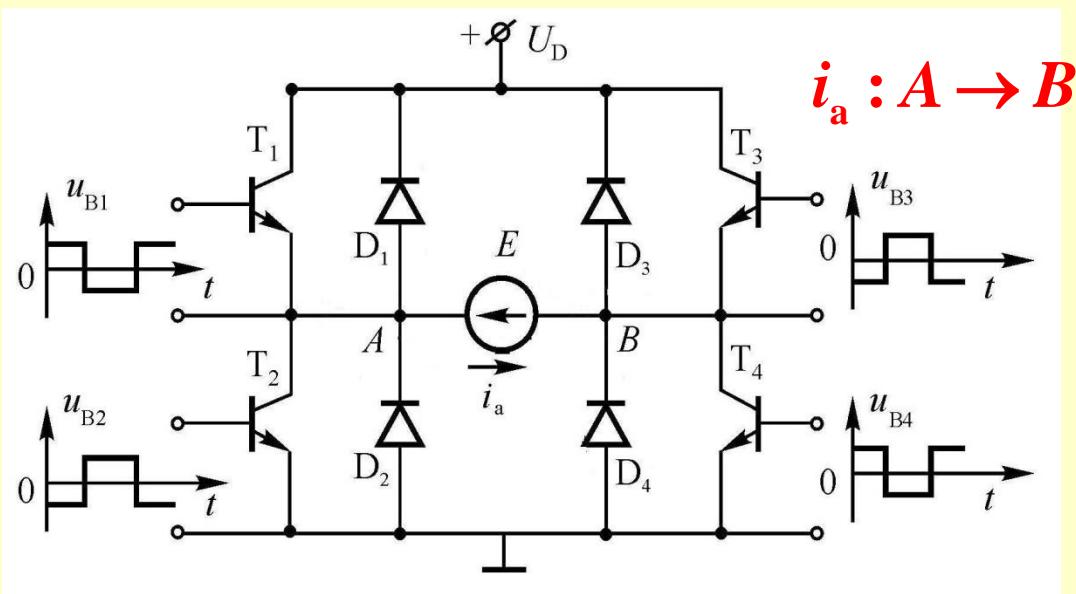 + U_D
i_a : A → B
T_1
T_3
u_B1
u_B3
0
t
D_1
E
D_3
0
t
A
B
T_2
T_4
i_a
u_B2
u_B4
0
t
D_2
D_4
0
t